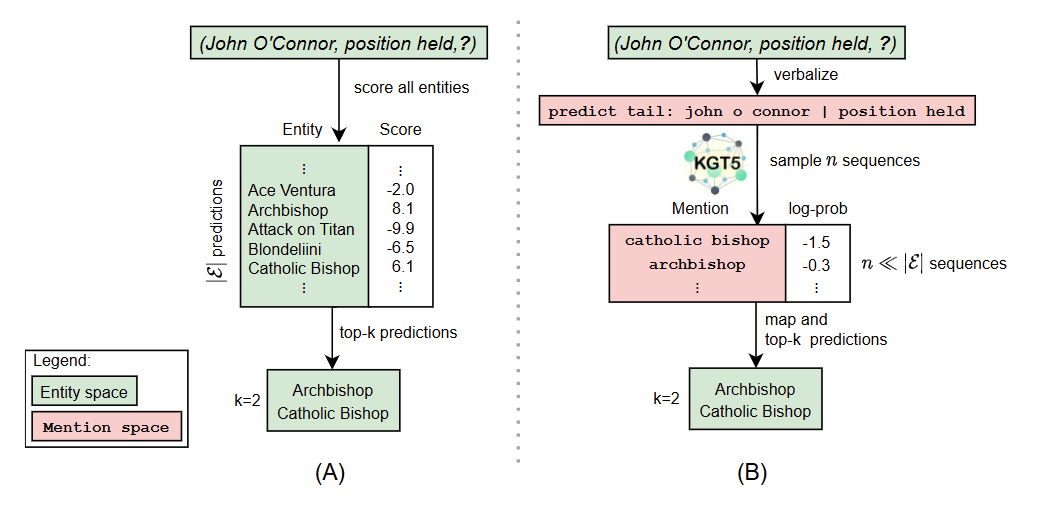 (John O'Connor, position held,?)
score all entities
Entity Score
⋮ ⋮
Ace Ventura -2.0
Archbishop 8.1
Attack on Titan -9.9
Blondeliini -6.5
Catholic Bishop 6.1
⋮ ⋮
|ℰ| predictions
top-k predictions
k=2
Archbishop
Catholic Bishop
Legend:
Entity space
Mention space
(A)
(John O'Connor, position held, ?)
verbalize
predict tail: john o connor | position held
KGT5
sample n sequences
Mention log-prob
catholic bishop -1.5
archbishop -0.3
⋮ ⋮
n ≪ |ℰ| sequences
map and
top-k predictions
k=2
Archbishop
Catholic Bishop
(B)